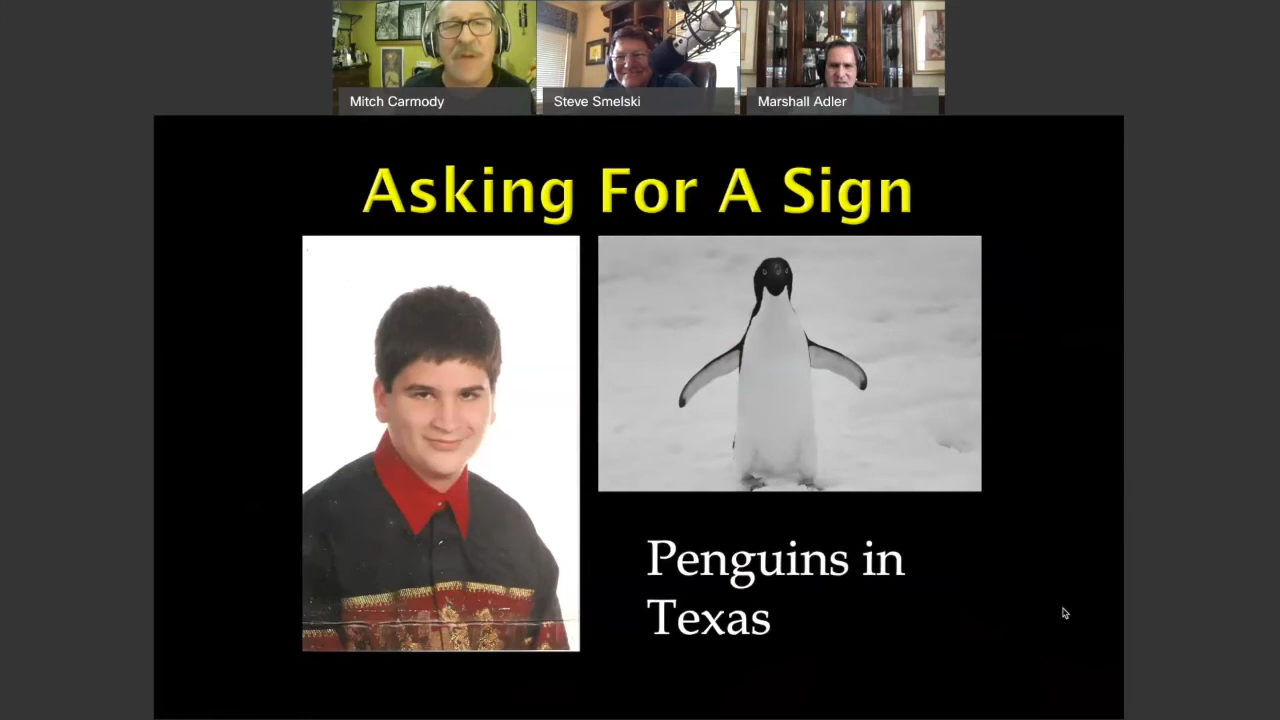 Mitch Carmody
Steve Smelski
Marshall Adler
Asking For A Sign
Penguins in
Texas